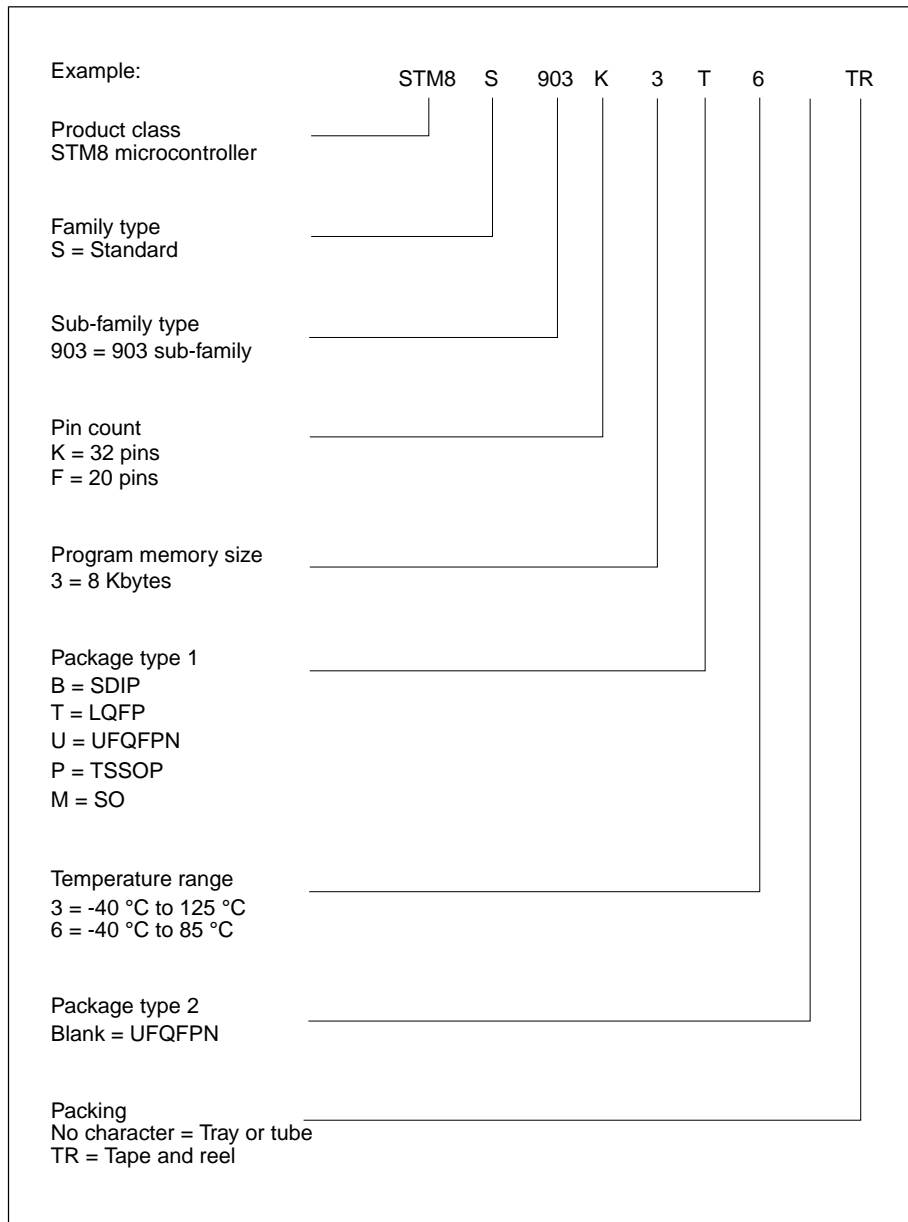 Example:
STM8 S 903 K 3 T 6 TR
Product class
STM8 microcontroller
Family type
S = Standard
Sub-family type
903 = 903 sub-family
Pin count
K = 32 pins
F = 20 pins
Program memory size
3 = 8 Kbytes
Package type 1
B = SDIP
T = LQFP
U = UFQFPN
P = TSSOP
M = SO
Temperature range
3 = -40 °C to 125 °C
6 = -40 °C to 85 °C
Package type 2
Blank = UFQFPN
Packing
No character = Tray or tube
TR = Tape and reel